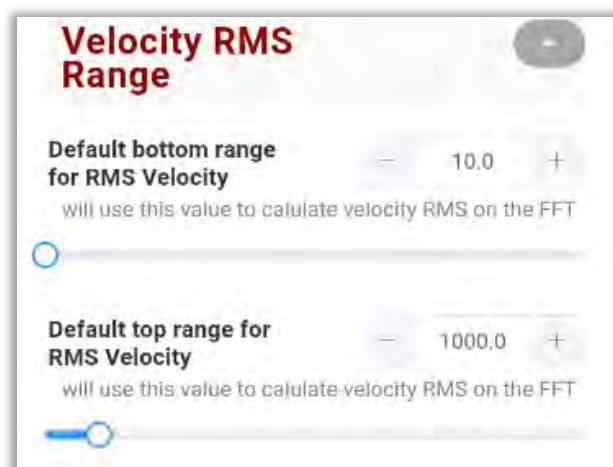 Velocity RMS
Range
Default bottom range
for RMS Velocity
− 10.0 +
will use this value to calulate velocity RMS on the FFT
Default top range for
RMS Velocity
− 1000.0 +
will use this value to calulate velocity RMS on the FFT